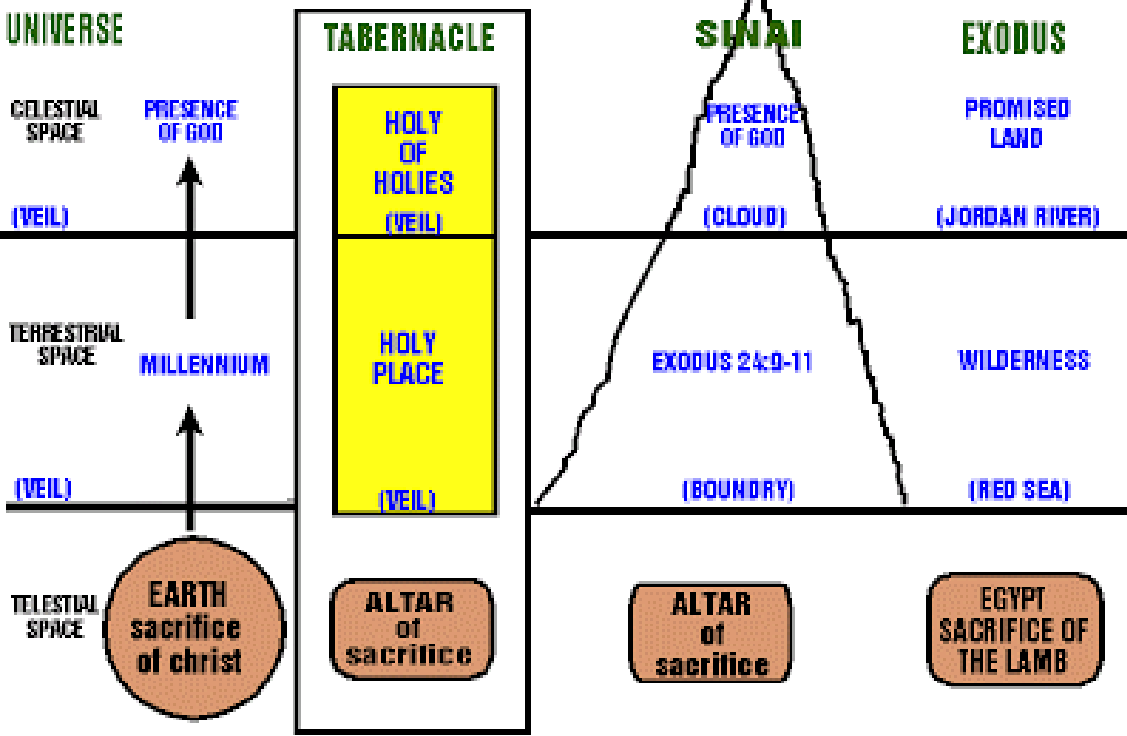 UNIVERSE
TABERNACLE
SINAI
EXODUS
CELESTIAL
SPACE
PRESENCE
OF GOD
HOLY
OF
HOLIES
(VEIL)
PRESENCE
OF GOD
PROMISED
LAND
(VEIL)
(CLOUD)
(JORDAN RIVER)
TERRESTRIAL
SPACE
MILLENNIUM
HOLY
PLACE
EXODUS 24:9-11
WILDERNESS
(VEIL)
(VEIL)
(BOUNDRY)
(RED SEA)
TELESTIAL
SPACE
EARTH
sacrifice
of christ
ALTAR
of
sacrifice
ALTAR
of
sacrifice
EGYPT
SACRIFICE OF
THE LAMB